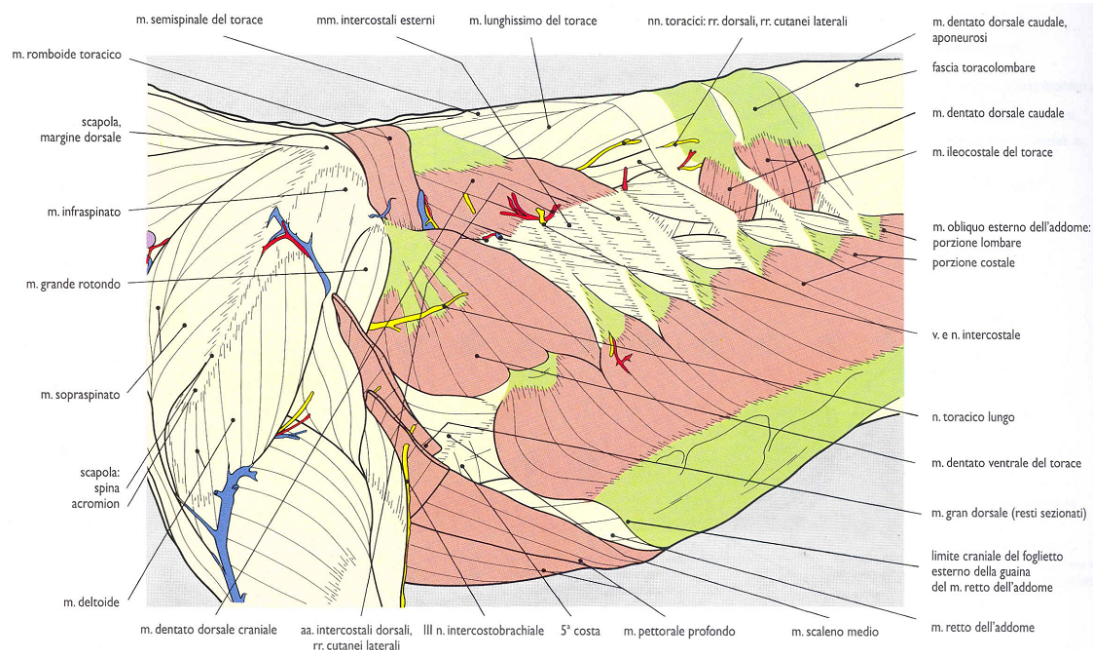 m. semispinale del torace
mm. intercostali esterni
m. lunghissimo del torace
nn. toracici: rr. dorsali, rr. cutanei laterali
m. romboide toracico
scapola,
margine dorsale
m. infraspinato
m. grande rotondo
m. sopraspinato
scapola:
spina
acromion
m. deltoide
m. dentato dorsale caudale,
aponeurosi
fascia toracolombare
m. dentato dorsale caudale
m. ileocostale del torace
m. obliquo esterno dell'addome:
porzione lombare
porzione costale
v. e n. intercostale
n. toracico lungo
m. dentato ventrale del torace
m. gran dorsale (resti sezionati)
limite craniale del foglietto
esterno della guaina
del m. retto dell'addome
m. retto dell'addome
m. dentato dorsale craniale
aa. intercostali dorsali,
rr. cutanei laterali
III n. intercostobrachiale
5ª costa
m. pettorale profondo
m. scaleno medio